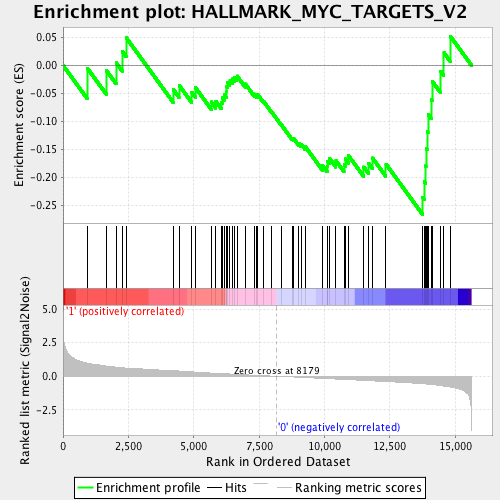 Enrichment plot: HALLMARK_MYC_TARGETS_V2
Enrichment score (ES)
0.05
0.00
-0.05
-0.10
-0.15
-0.20
-0.25
Ranked list metric (Signal2Noise)
'1' (positively correlated)
5.0
2.5
Zero cross at 8179
0.0
-2.5
'0' (negatively correlated)
0 2,500 5,000 7,500 10,000 12,500 15,000
Rank in Ordered Dataset
Enrichment profile Hits Ranking metric scores